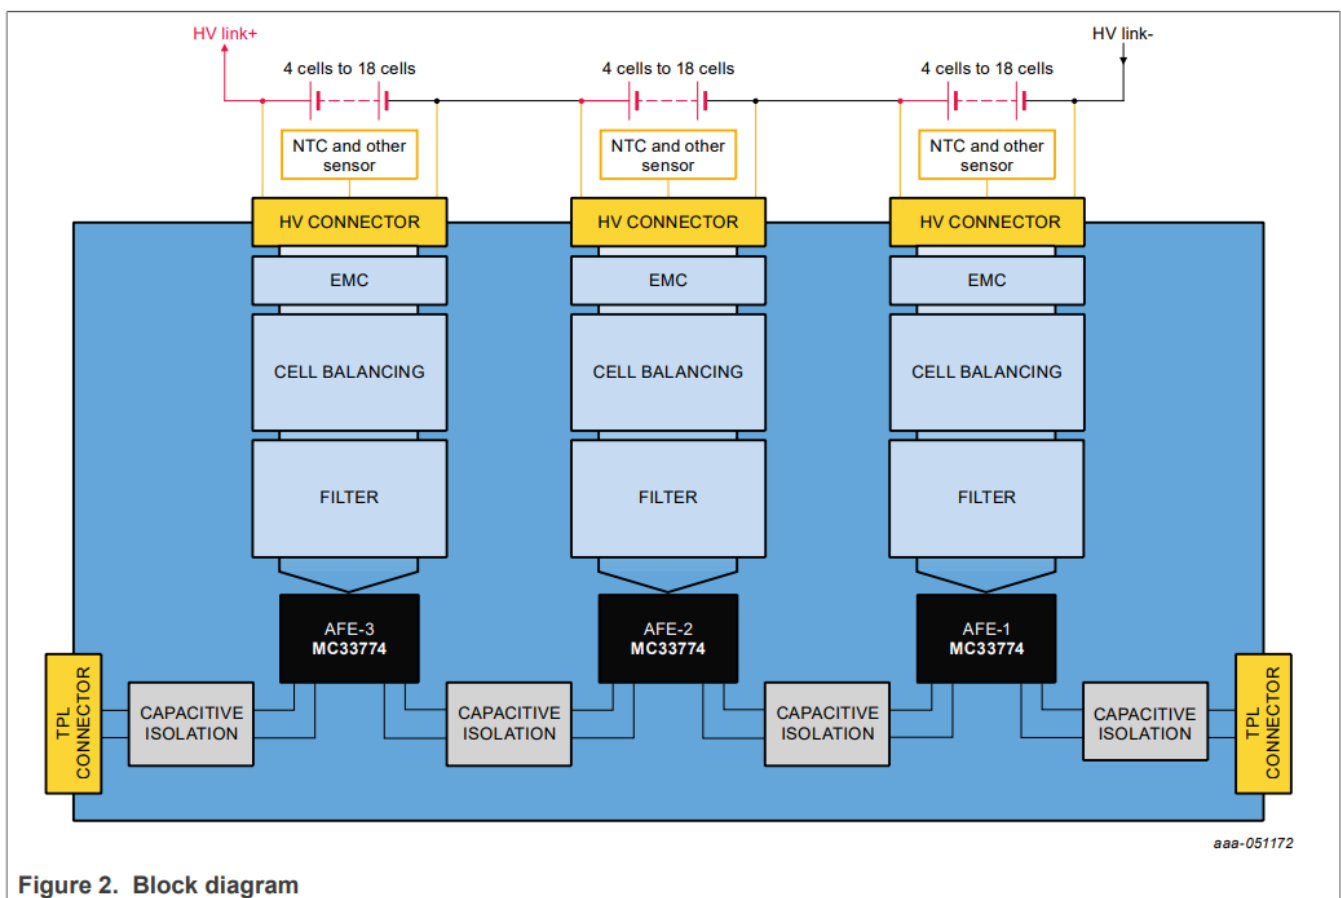 HV link+
HV link-
4 cells to 18 cells
4 cells to 18 cells
4 cells to 18 cells
NTC and other
sensor
NTC and other
sensor
NTC and other
sensor
HV CONNECTOR
HV CONNECTOR
HV CONNECTOR
EMC
EMC
EMC
CELL BALANCING
CELL BALANCING
CELL BALANCING
FILTER
FILTER
FILTER
AFE-3
MC33774
AFE-2
MC33774
AFE-1
MC33774
TPL
CONNECTOR
CAPACITIVE
ISOLATION
CAPACITIVE
ISOLATION
CAPACITIVE
ISOLATION
CAPACITIVE
ISOLATION
TPL
CONNECTOR
aaa-051172
Figure 2. Block diagram